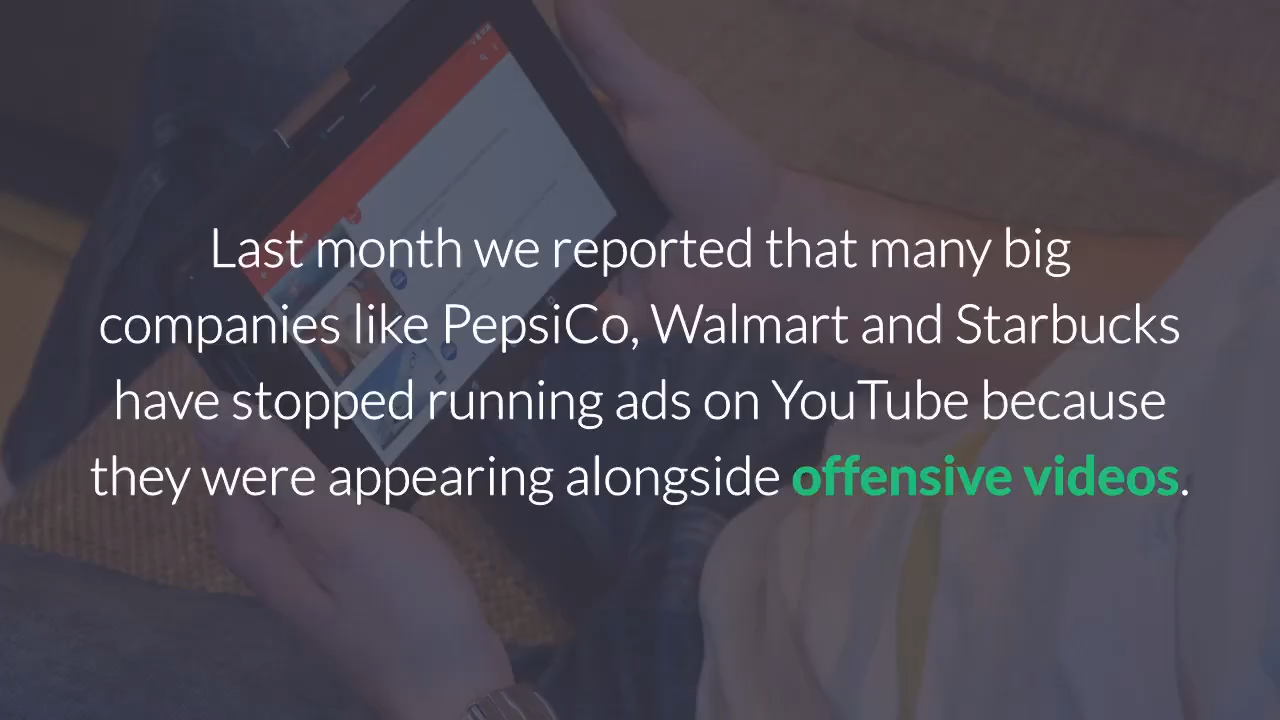 Last month we reported that many big
companies like PepsiCo, Walmart and Starbucks
have stopped running ads on YouTube because
they were appearing alongside offensive videos.